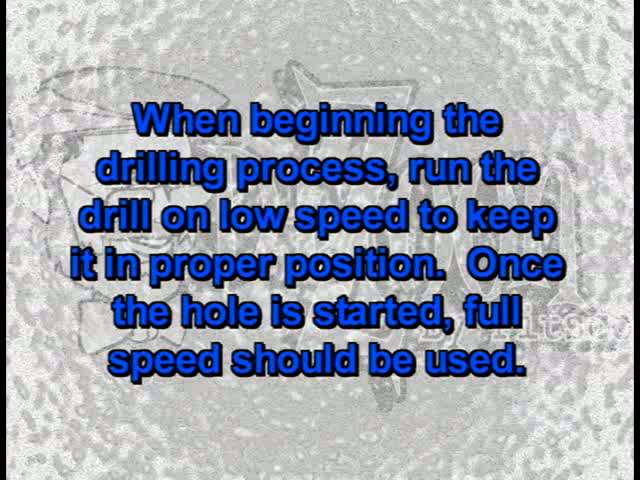 When beginning the
drilling process, run the
drill on low speed to keep
it in proper position.  Once
the hole is started, full
speed should be used.